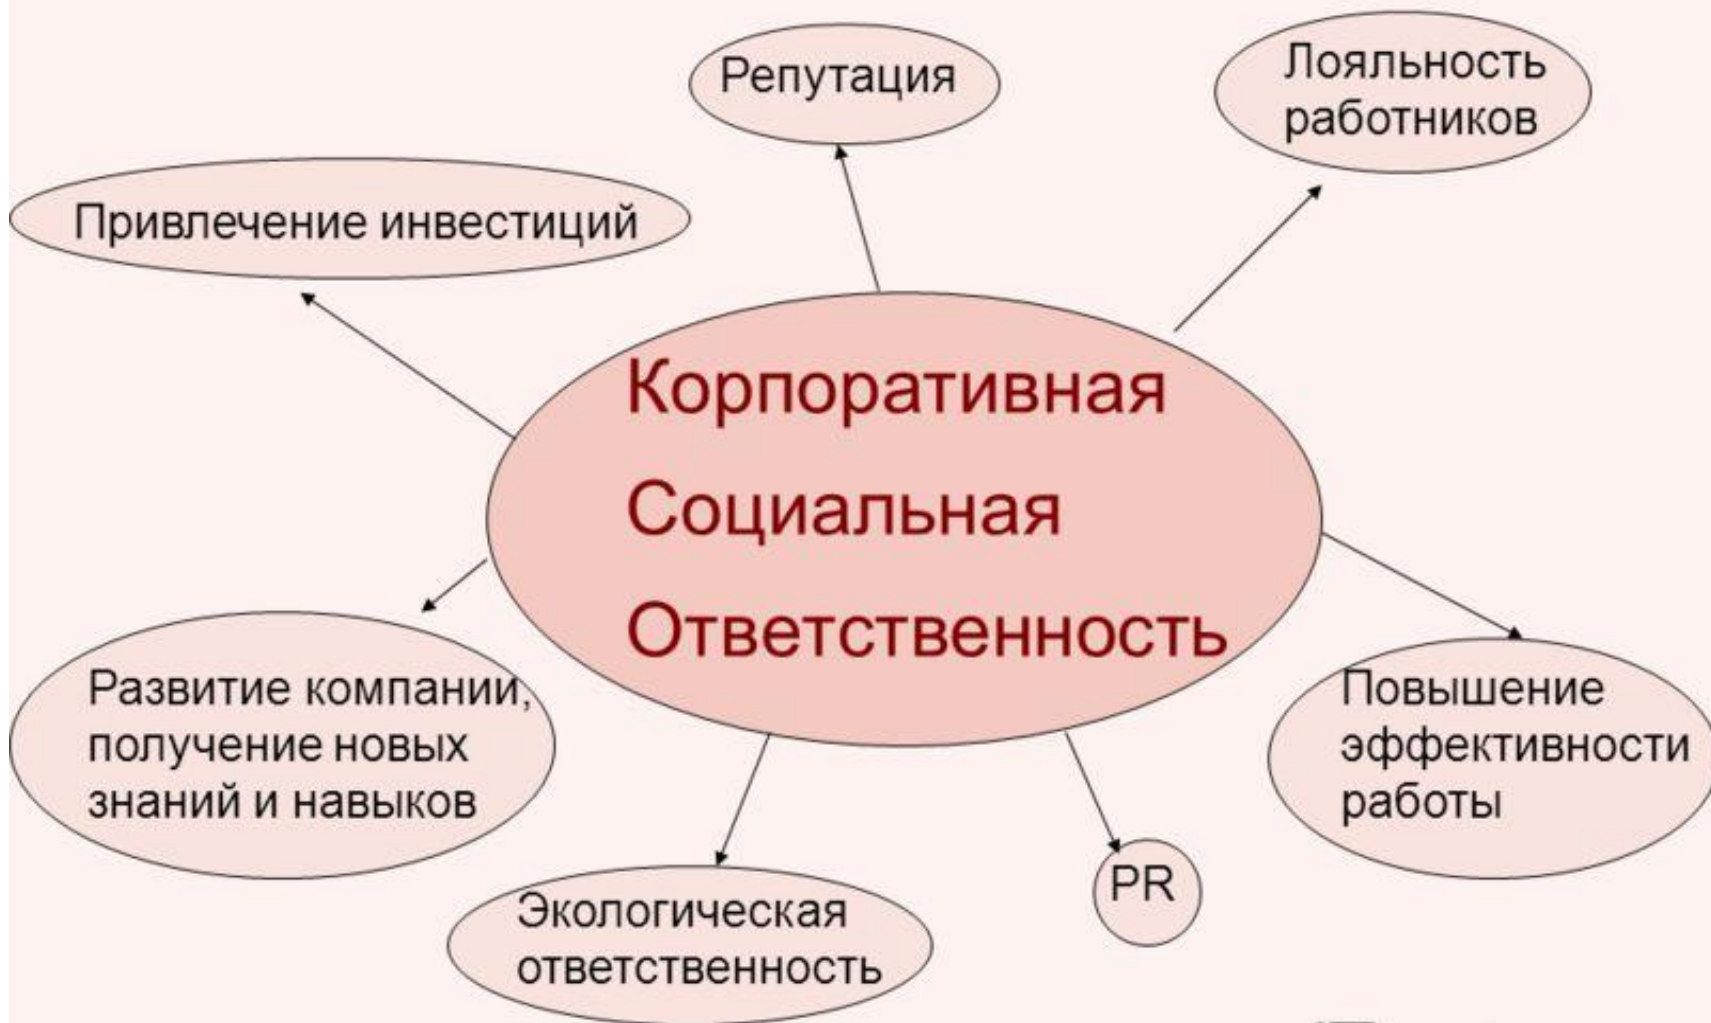 Репутация
Лояльность
работников
Привлечение инвестиций
Корпоративная
Социальная
Ответственность
Развитие компании,
получение новых
знаний и навыков
Повышение
эффективности
работы
Экологическая
ответственность
PR